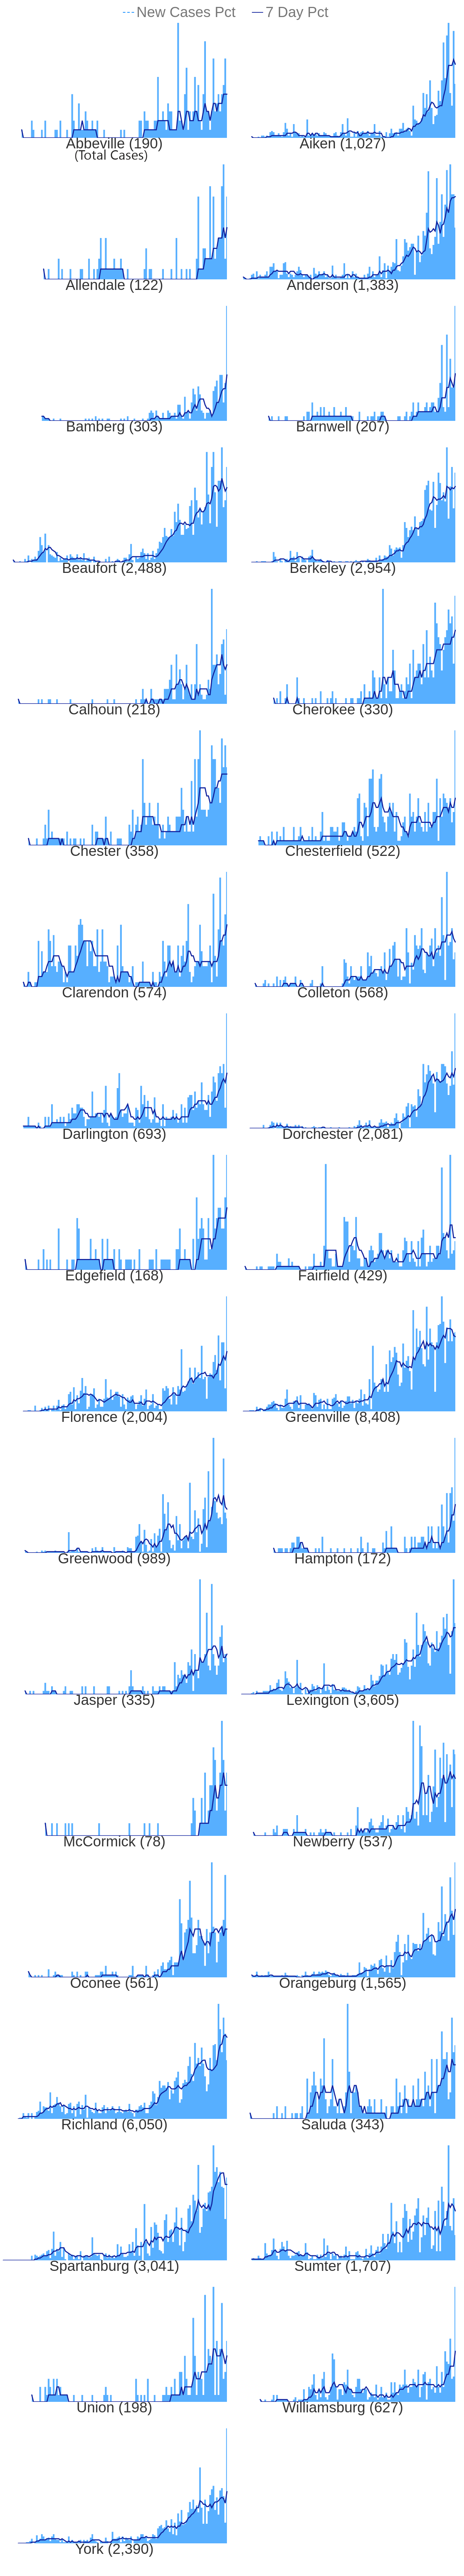 New Cases Pct 7 Day Pct
Abbeville (190) Aiken (1,027)
(Total Cases)
Allendale (122) Anderson (1,383)
Bamberg (303) Barnwell (207)
Beaufort (2,488) Berkeley (2,954)
Calhoun (218) Cherokee (330)
Chester (358) Chesterfield (522)
Clarendon (574) Colleton (568)
Darlington (693) Dorchester (2,081)
Edgefield (168) Fairfield (429)
Florence (2,004) Greenville (8,408)
Greenwood (989) Hampton (172)
Jasper (335) Lexington (3,605)
McCormick (78) Newberry (537)
Oconee (561) Orangeburg (1,565)
Richland (6,050) Saluda (343)
Spartanburg (3,041) Sumter (1,707)
Union (198) Williamsburg (627)
York (2,390)